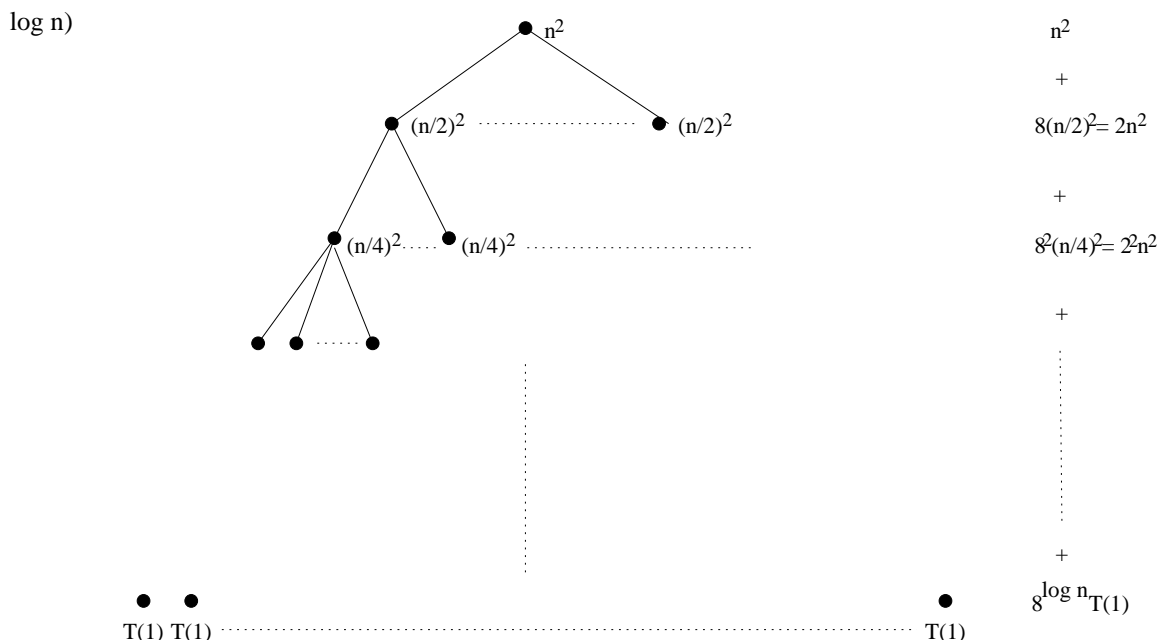 log n)
n² n²
+
(n/2)² (n/2)² 8(n/2)² = 2n²
+
(n/4)² (n/4)² 8²(n/4)² = 2²n²
+
+
8^log n T(1)
T(1) T(1) T(1)